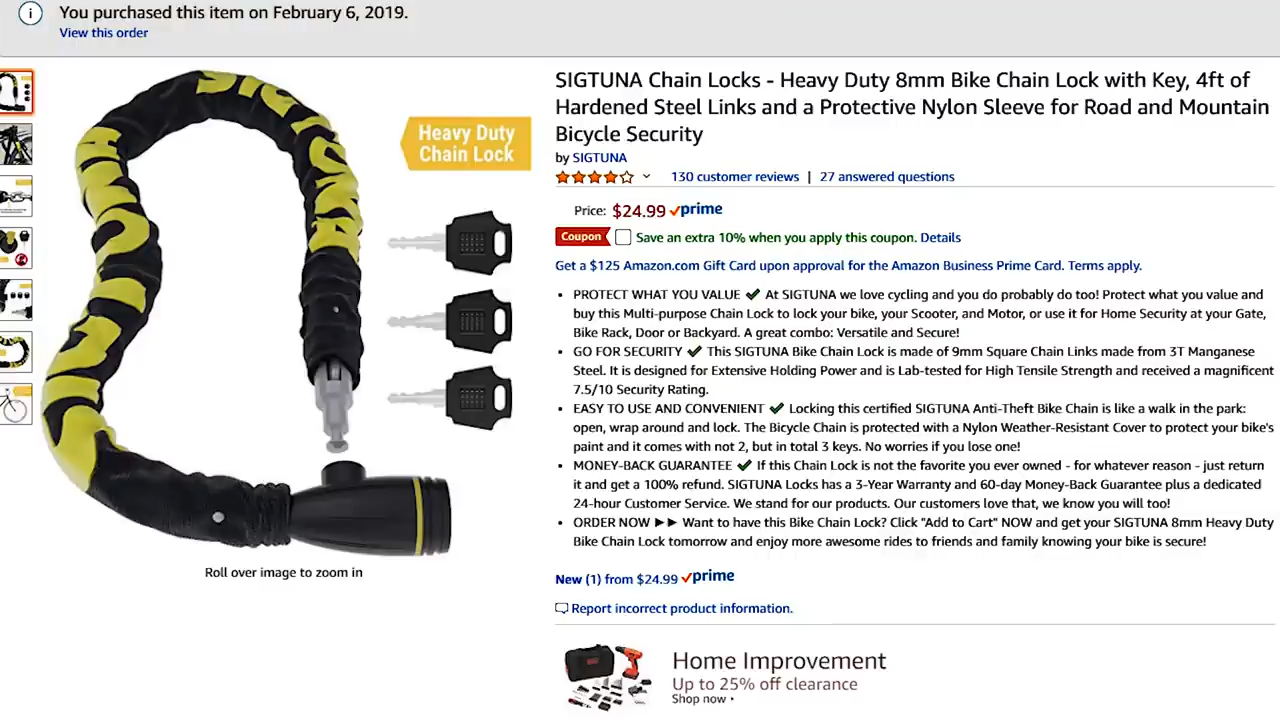 You purchased this item on February 6, 2019.
View this order
SIGTUNA Chain Locks - Heavy Duty 8mm Bike Chain Lock with Key, 4ft of
Hardened Steel Links and a Protective Nylon Sleeve for Road and Mountain
Bicycle Security
by SIGTUNA
130 customer reviews | 27 answered questions
Heavy Duty
Chain Lock
Price: $24.99 prime
Coupon Save an extra 10% when you apply this coupon. Details
Get a $125 Amazon.com Gift Card upon approval for the Amazon Business Prime Card. Terms apply.
• PROTECT WHAT YOU VALUE ✔ At SIGTUNA we love cycling and you do probably do too! Protect what you value and
buy this Multi-purpose Chain Lock to lock your bike, your Scooter, and Motor, or use it for Home Security at your Gate,
Bike Rack, Door or Backyard. A great combo: Versatile and Secure!
• GO FOR SECURITY ✔ This SIGTUNA Bike Chain Lock is made of 9mm Square Chain Links made from 3T Manganese
Steel. It is designed for Extensive Holding Power and is Lab-tested for High Tensile Strength and received a magnificent
7.5/10 Security Rating.
• EASY TO USE AND CONVENIENT ✔ Locking this certified SIGTUNA Anti-Theft Bike Chain is like a walk in the park:
open, wrap around and lock. The Bicycle Chain is protected with a Nylon Weather-Resistant Cover to protect your bike's
paint and it comes with not 2, but in total 3 keys. No worries if you lose one!
• MONEY-BACK GUARANTEE ✔ If this Chain Lock is not the favorite you ever owned - for whatever reason - just return
it and get a 100% refund. SIGTUNA Locks has a 3-Year Warranty and 60-day Money-Back Guarantee plus a dedicated
24-hour Customer Service. We stand for our products. Our customers love that, we know you will too!
• ORDER NOW ►► Want to have this Bike Chain Lock? Click "Add to Cart" NOW and get your SIGTUNA 8mm Heavy Duty
Bike Chain Lock tomorrow and enjoy more awesome rides to friends and family knowing your bike is secure!
Roll over image to zoom in
New (1) from $24.99 prime
Report incorrect product information.
Home Improvement
Up to 25% off clearance
Shop now